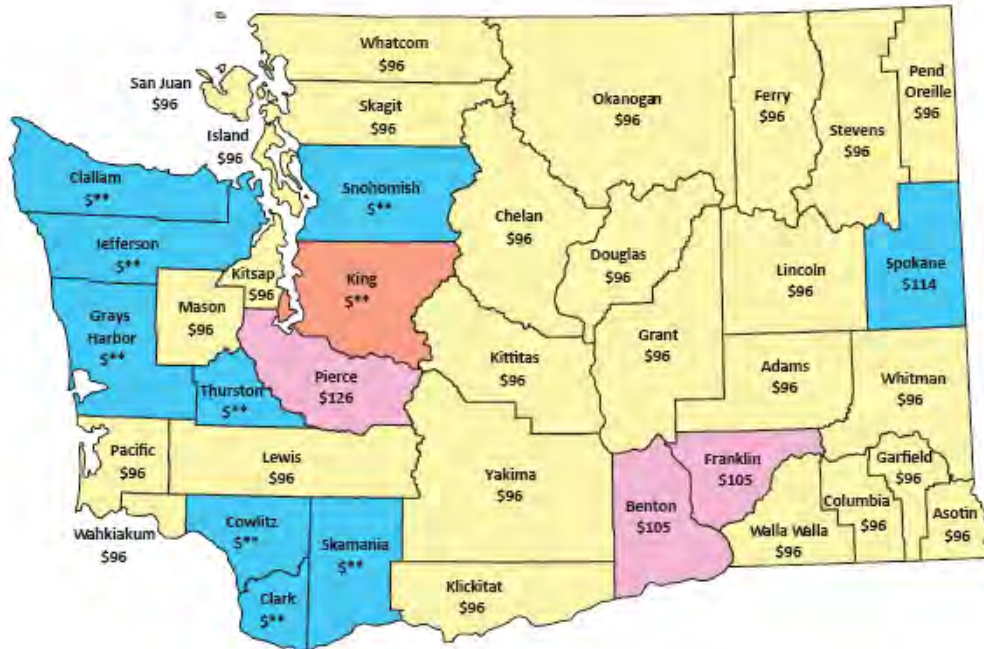 Whatcom
$96
San Juan
$96
Skagit
$96
Island
$96
Okanogan
$96
Ferry
$96
Stevens
$96
Pend
Oreille
$96
Clallam
$**
Snohomish
$**
Jefferson
$**
Chelan
$96
Douglas
$96
Kitsap
$96
King
$**
Lincoln
$96
Spokane
$114
Mason
$96
Grays
Harbor
$**
Grant
$96
Kittitas
$96
Adams
$96
Whitman
$96
Thurston
$**
Pierce
$126
Pacific
$96
Lewis
$96
Yakima
$96
Benton
$105
Franklin
$105
Garfield
$96
Columbia
$96
Asotin
$96
Walla Walla
$96
Wahkiakum
$96
Cowlitz
$**
Skamania
$**
Clark
$**
Klickitat
$96